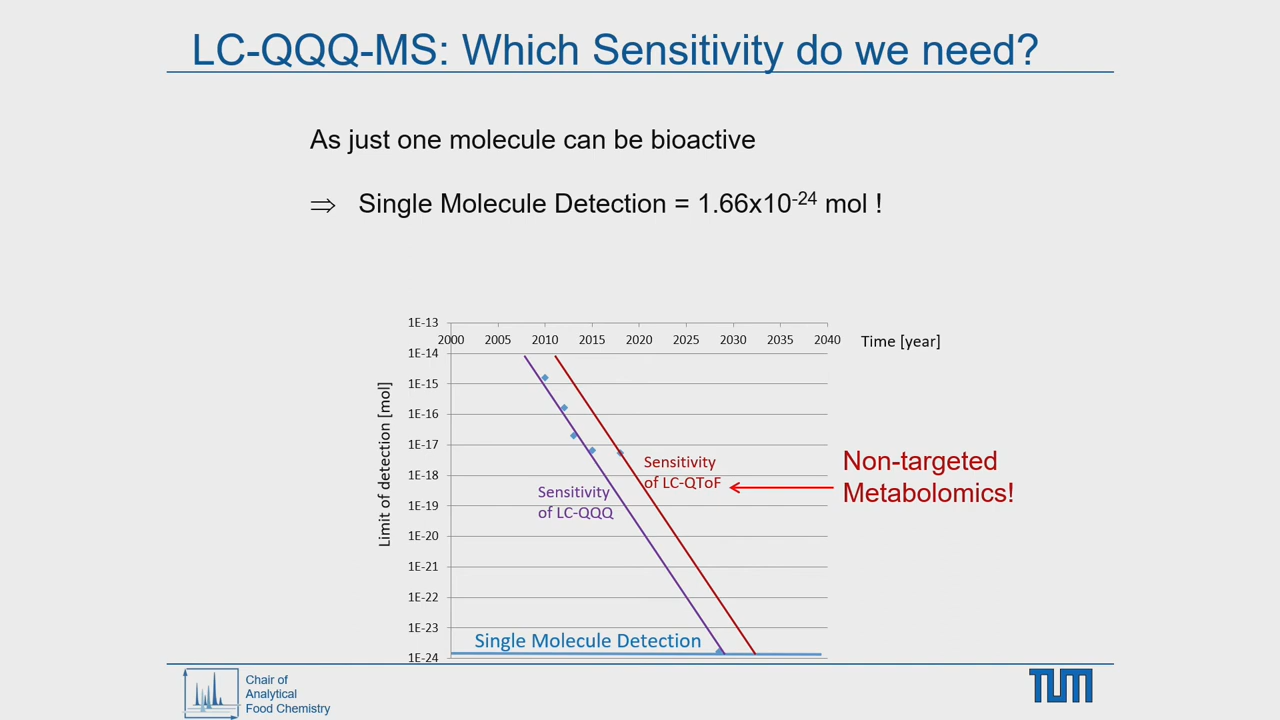 LC-QQQ-MS: Which Sensitivity do we need?
As just one molecule can be bioactive
⇒ Single Molecule Detection = 1.66x10-24 mol !
1E-13
2000 2005 2010 2015 2020 2025 2030 2035 2040
Time [year]
1E-14
1E-15
1E-16
1E-17
1E-18
1E-19
1E-20
1E-21
1E-22
1E-23
1E-24
Limit of detection [mol]
Sensitivity
of LC-QToF
Sensitivity
of LC-QQQ
Non-targeted
Metabolomics!
Single Molecule Detection
Chair of
Analytical
Food Chemistry
TUM